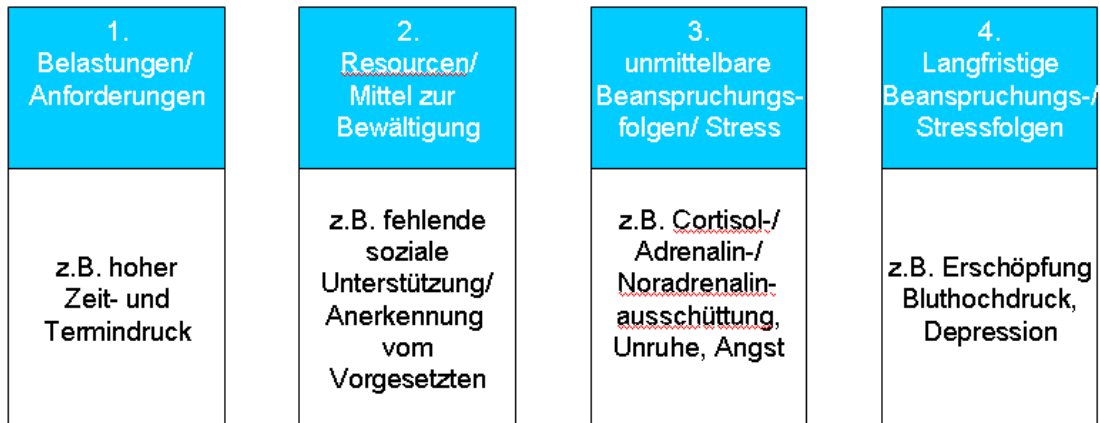 1.
Belastungen/
Anforderungen
z.B. hoher
Zeit- und
Termindruck
2.
Resourcen/
Mittel zur
Bewältigung
z.B. fehlende
soziale
Unterstützung/
Anerkennung
vom
Vorgesetzten
3.
unmittelbare
Beanspruchungs-
folgen/ Stress
z.B. Cortisol-/
Adrenalin-/
Noradrenalin-
ausschüttung,
Unruhe, Angst
4.
Langfristige
Beanspruchungs-/
Stressfolgen
z.B. Erschöpfung
Bluthochdruck,
Depression